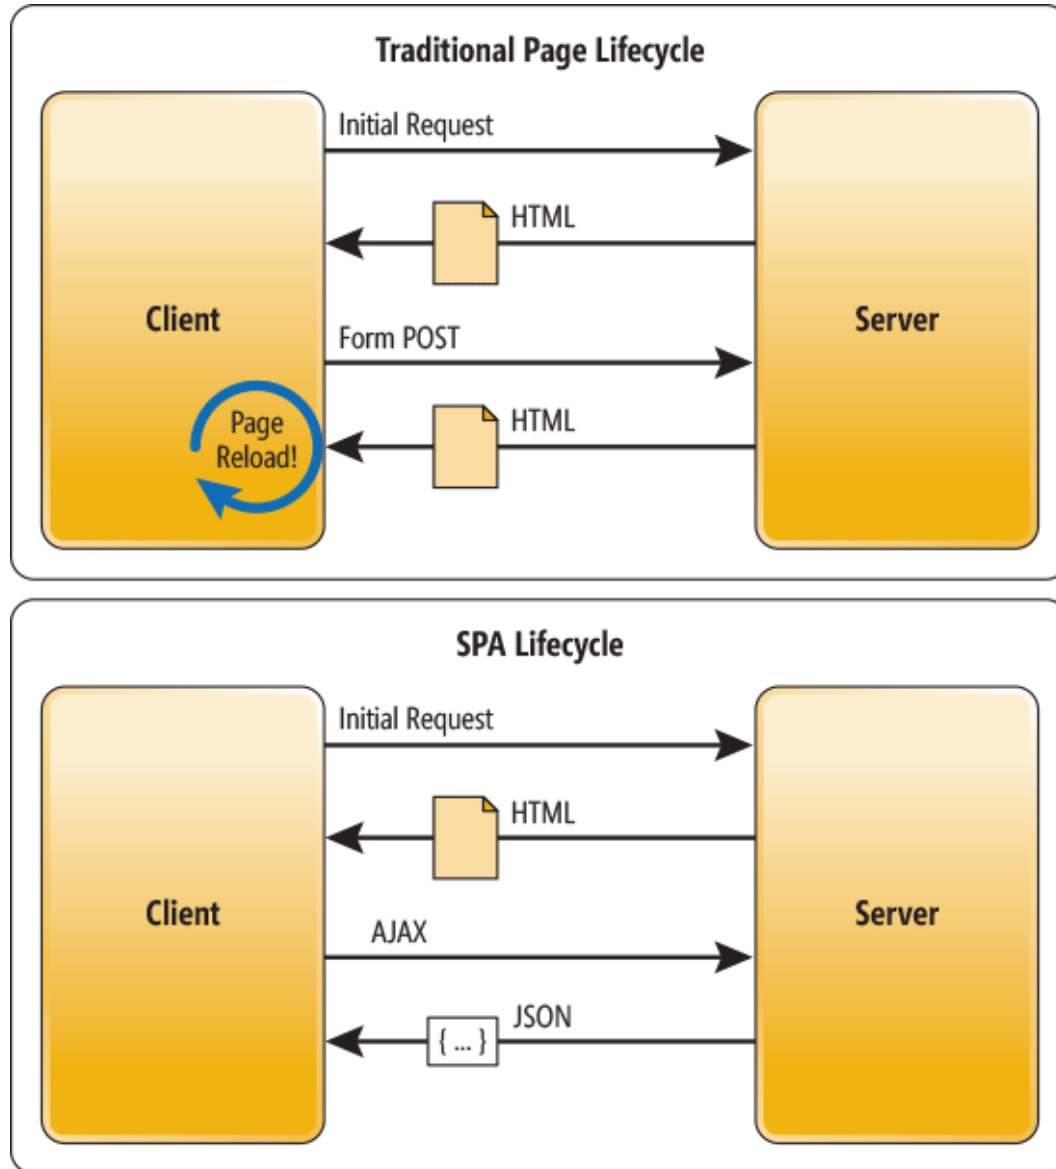 Traditional Page Lifecycle
Initial Request
HTML
Client
Server
Form POST
Page
Reload!
HTML
SPA Lifecycle
Initial Request
HTML
Client
Server
AJAX
JSON
{ ... }